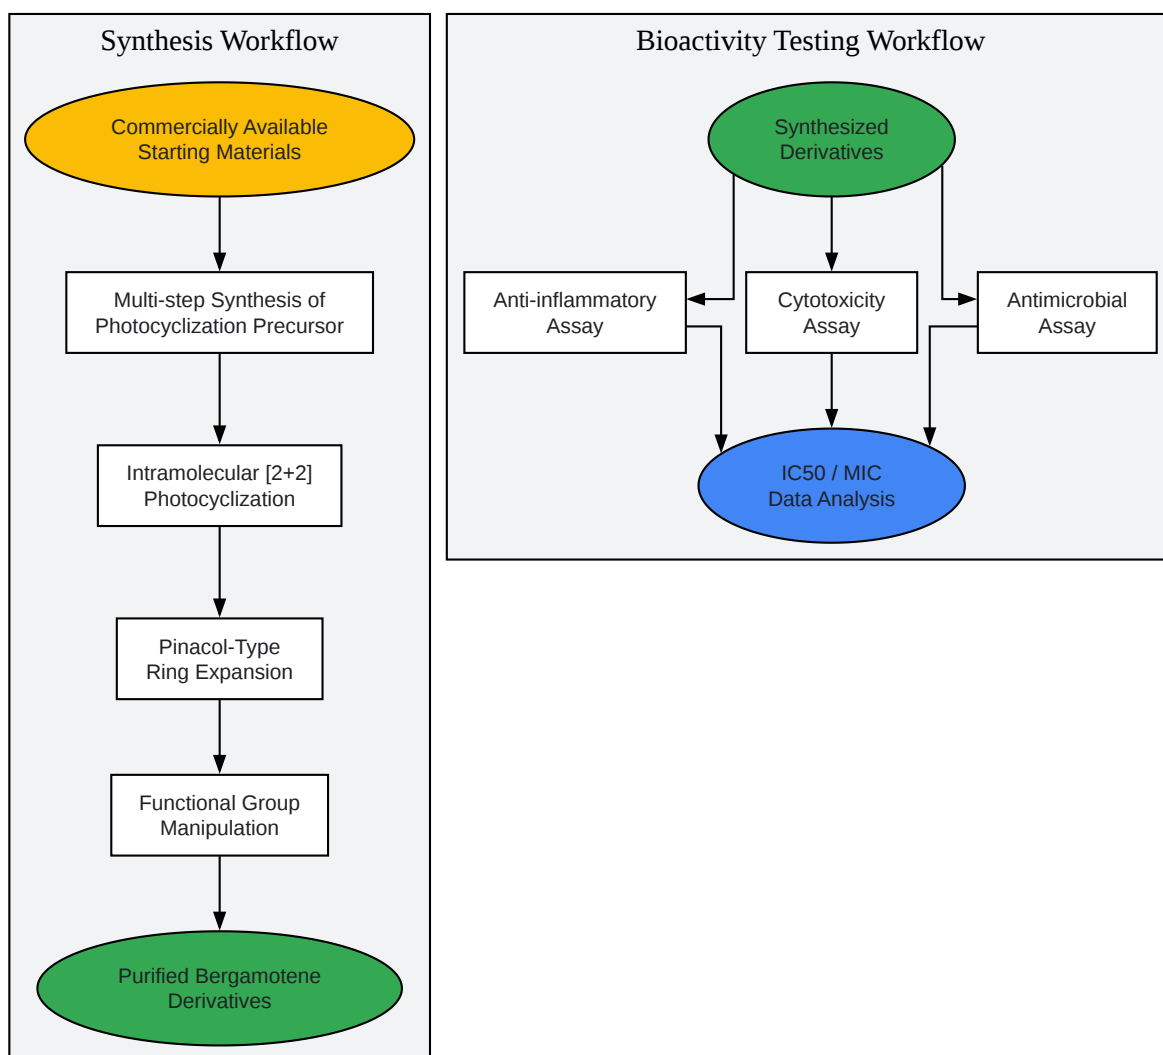 Synthesis Workflow
Commercially Available
Starting Materials
Multi-step Synthesis of
Photocyclization Precursor
Intramolecular [2+2]
Photocyclization
Pinacol-Type
Ring Expansion
Functional Group
Manipulation
Purified Bergamotene
Derivatives
Bioactivity Testing Workflow
Synthesized
Derivatives
Anti-inflammatory
Assay
Cytotoxicity
Assay
Antimicrobial
Assay
IC50 / MIC
Data Analysis